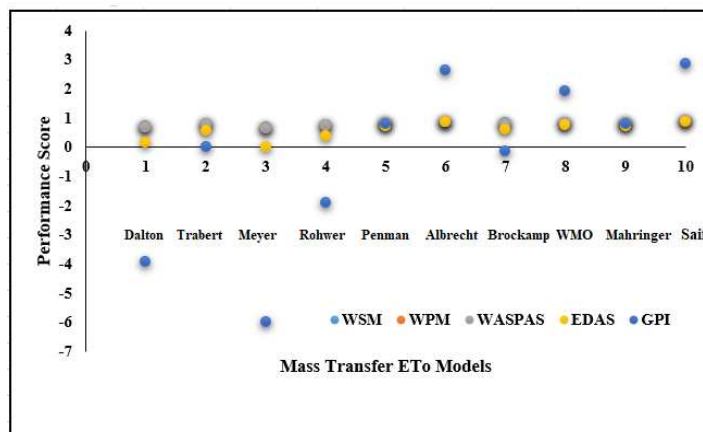 4
3
2
1
0
-1
-2
-3
-4
-5
-6
-7
Performance Score
0 1 2 3 4 5 6 7 8 9 10
Dalton Trabert Meyer Rohwer Penman Albrecht Brockamp WMO Mahringer
WSM WPM WASPAS EDAS GPI
Mass Transfer ETo Models